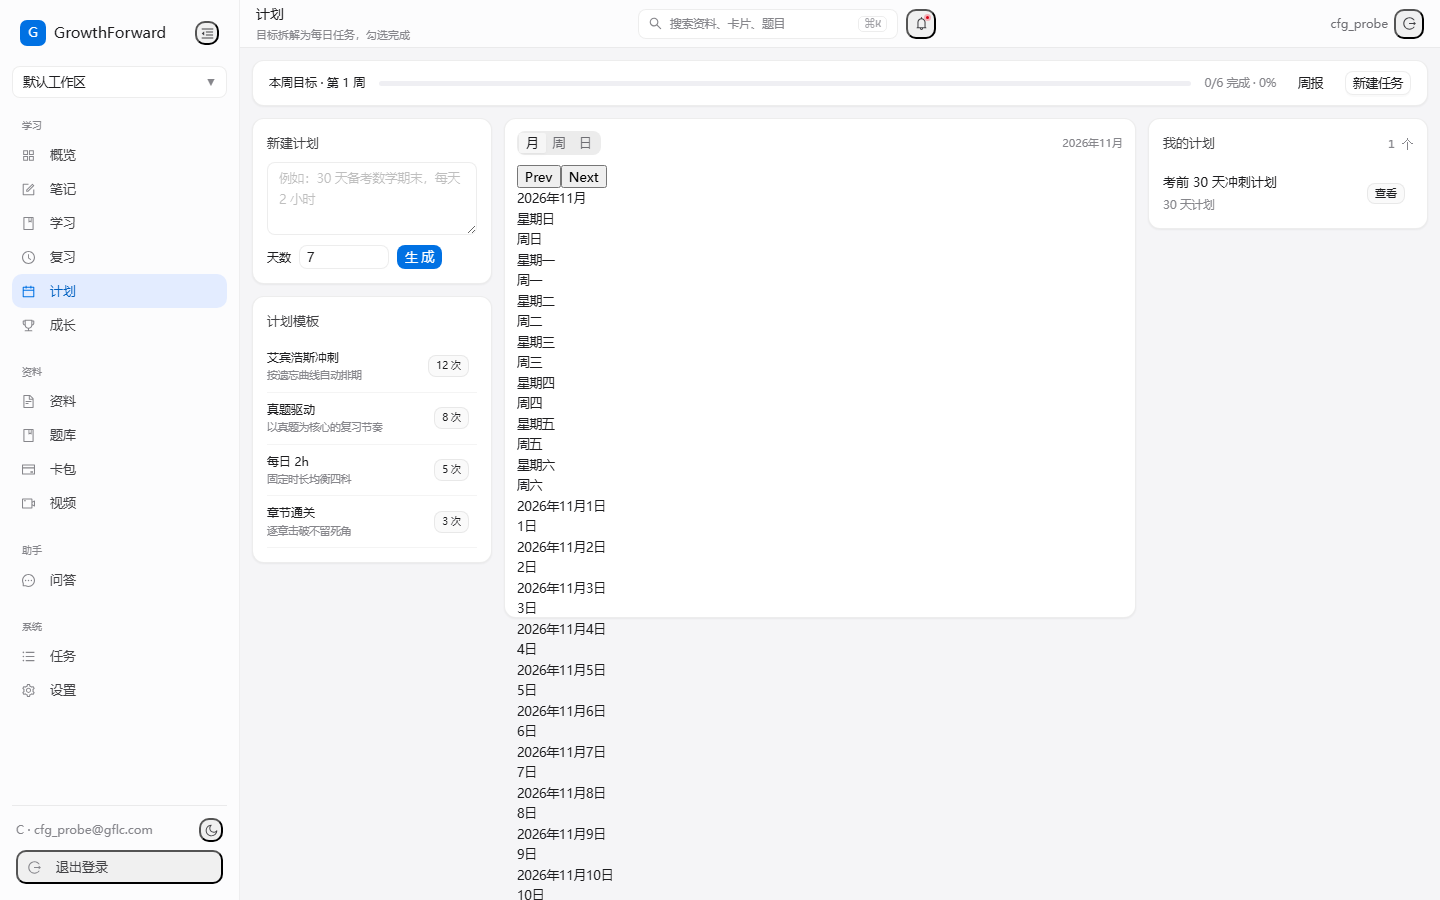 G GrowthForward
默认工作区 ▼
学习
概览
笔记
学习
复习
计划
成长
资料
资料
题库
卡包
视频
助手
问答
系统
任务
设置
C · cfg_probe@gflc.com
退出登录
计划
目标拆解为每日任务，勾选完成
搜索资料、卡片、题目 ⌘K
cfg_probe
本周目标 · 第 1 周
0/6 完成 · 0%
周报
新建任务
新建计划
例如：30 天备考数学期末，每天
2 小时
天数 7 生成
计划模板
艾宾浩斯冲刺
按遗忘曲线自动排期
12 次
真题驱动
以真题为核心的复习节奏
8 次
每日 2h
固定时长均衡四科
5 次
章节通关
逐章击破不留死角
3 次
月 周 日
2026年11月
Prev Next
2026年11月
星期日
周日
星期一
周一
星期二
周二
星期三
周三
星期四
周四
星期五
周五
星期六
周六
2026年11月1日
1日
2026年11月2日
2日
2026年11月3日
3日
2026年11月4日
4日
2026年11月5日
5日
2026年11月6日
6日
2026年11月7日
7日
2026年11月8日
8日
2026年11月9日
9日
2026年11月10日
10日
我的计划
1 个
考前 30 天冲刺计划
30 天计划
查看